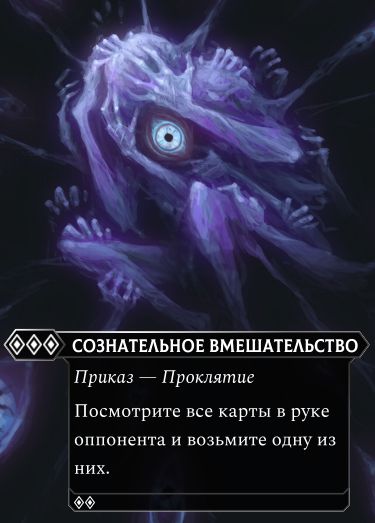 СОЗНАТЕЛЬНОЕ ВМЕШАТЕЛЬСТВО
Приказ — Проклятие
Посмотрите все карты в руке
оппонента и возьмите одну из
них.